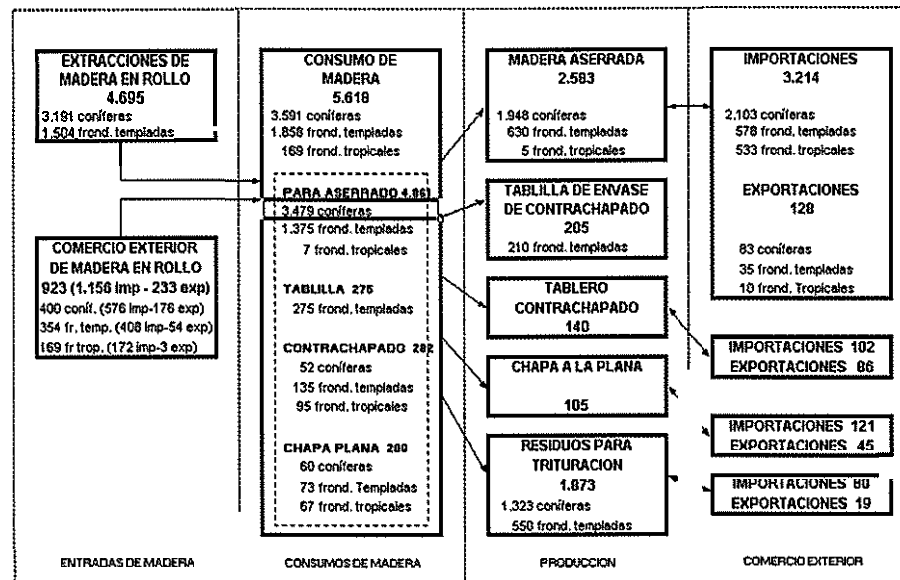 EXTRACCIONES DE
MADERA EN ROLLO
4.695
3.191 coníferas
1.504 frond. templadas
COMERCIO EXTERIOR
DE MADERA EN ROLLO
923 (1.156 imp - 233 exp)
400 coníf. (576 imp-176 exp)
354 fr. temp. (408 imp-54 exp)
169 fr trop. (172 imp-3 exp)
ENTRADAS DE MADERA
CONSUMO DE
MADERA
5.618
3.591 coníferas
1.858 frond. templadas
169 frond. tropicales
PARA ASERRADO 4.861
3.479 coníferas
1.375 frond. templadas
7 frond. tropicales
TABLILLA 275
275 frond. templadas
CONTRACHAPADO 282
52 coníferas
135 frond. templadas
95 frond. tropicales
CHAPA PLANA 200
60 coníferas
73 frond. Templadas
67 frond. tropicales
CONSUMOS DE MADERA
MADERA ASERRADA
2.583
1.948 coníferas
630 frond. templadas
5 frond. tropicales
TABLILLA DE ENVASE
DE CONTRACHAPADO
205
210 frond. templadas
TABLERO
CONTRACHAPADO
140
CHAPA A LA PLANA
105
RESIDUOS PARA
TRITURACION
1.873
1,323 coníferas
550 frond. templadas
PRODUCCION
IMPORTACIONES
3.214
2,103 coníferas
578 frond. templadas
533 frond. tropicales
EXPORTACIONES
128
83 coníferas
35 frond. templadas
10 frond. Tropicales
IMPORTACIONES 102
EXPORTACIONES 86
IMPORTACIONES 121
EXPORTACIONES 45
IMPORTACIONES 80
EXPORTACIONES 19
COMERCIO EXTERIOR